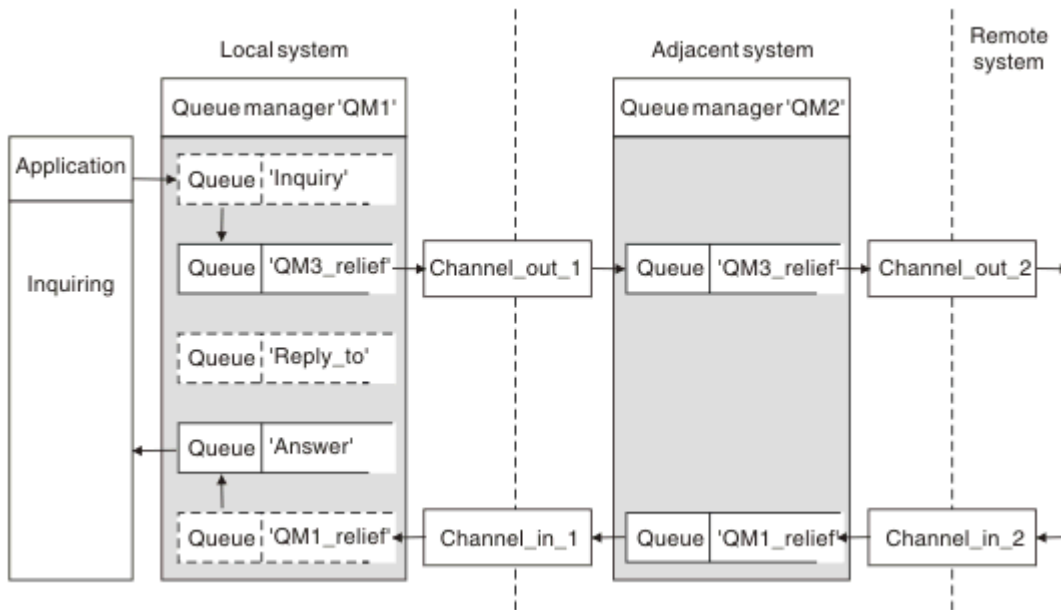 Local system
Adjacent system
Remote
system
Queue manager 'QM1'
Queue manager 'QM2'
Application
Inquiring
Queue 'Inquiry'
Queue 'QM3_relief'
Channel_out_1
Queue 'QM3_relief'
Channel_out_2
Queue 'Reply_to'
Queue 'Answer'
Queue 'QM1_relief'
Channel_in_1
Queue 'QM1_relief'
Channel_in_2